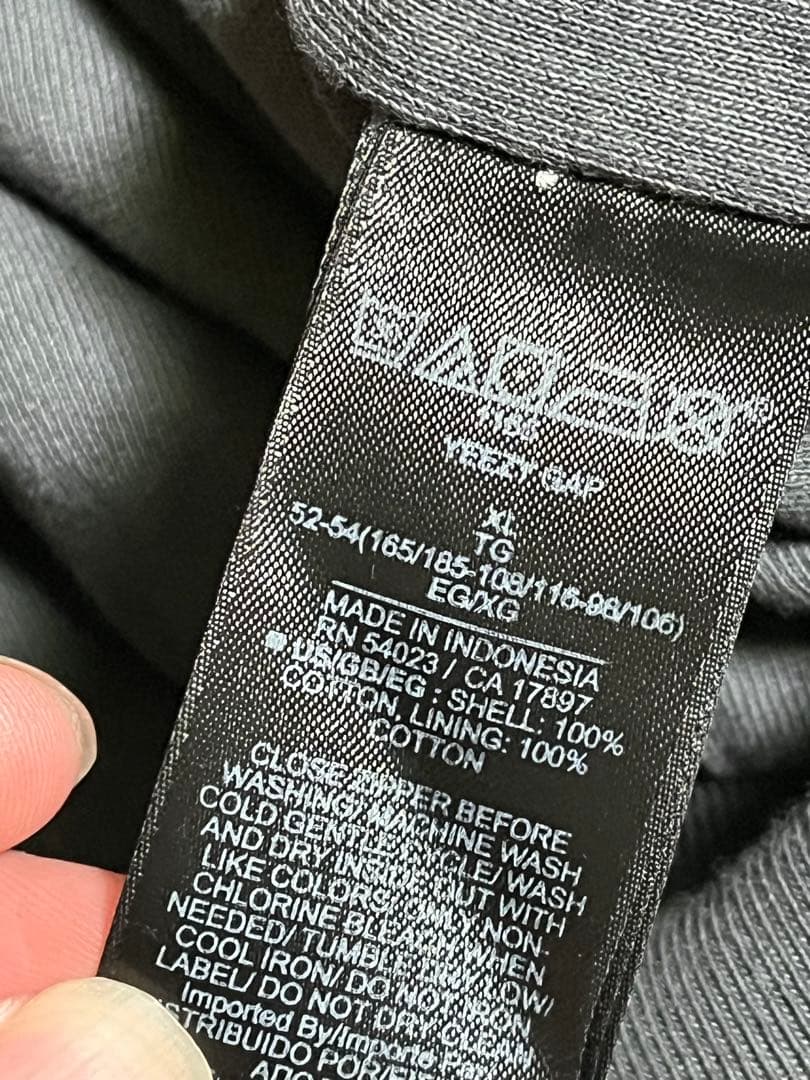 YEEZY GAP
XL
TG
52-54(165/185-108/116-98/106)
EG/XG
MADE IN INDONESIA
RN 54023 / CA 17897
US/GB/EG : SHELL: 100%
COTTON, LINING: 100%
COTTON
CLOSE ZIPPER BEFORE
WASHING/ MACHINE WASH
COLD GENTLE CYCLE/ WASH
AND DRY INSIDE OUT WITH
LIKE COLORS/ ONLY NON-
CHLORINE BLEACH WHEN
NEEDED/ TUMBLE DRY LOW/
COOL IRON/ DO NOT IRON
LABEL/ DO NOT DRY CLEAN
Imported By/Importé Par/
STRIBUIDO POR/